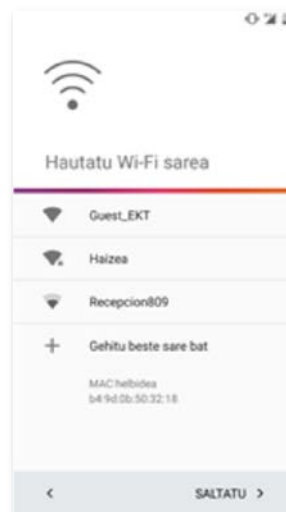 Hautatu Wi-Fi sarea
Guest_EKT
Haizea
Recepcion809
Gehitu beste sare bat
MAC helbidea
b4:9d:0b:50:32:18
SALTATU